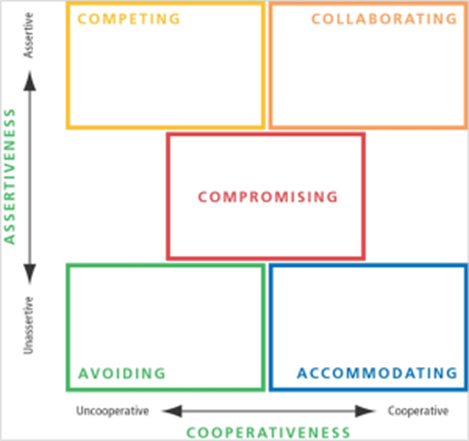 Assertive
ASSERTIVENESS
Unassertive
COMPETING
COLLABORATING
COMPROMISING
AVOIDING
ACCOMMODATING
Uncooperative
Cooperative
COOPERATIVENESS